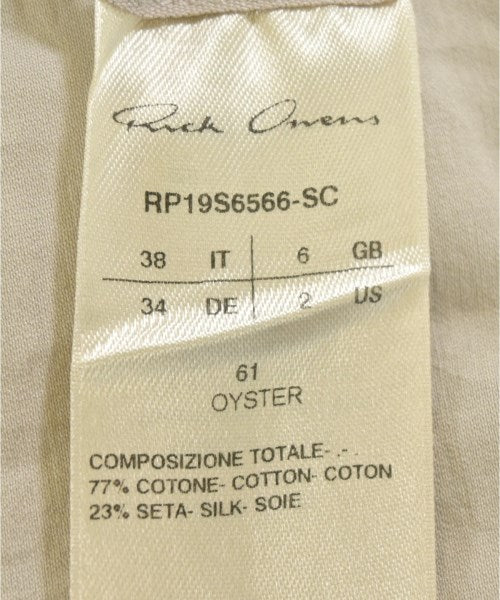 Rick Owens
RP19S6566-SC
38 IT 6 GB
34 DE 2 US
61
OYSTER
COMPOSIZIONE TOTALE- .- .
77% COTONE- COTTON- COTON
23% SETA- SILK- SOIE